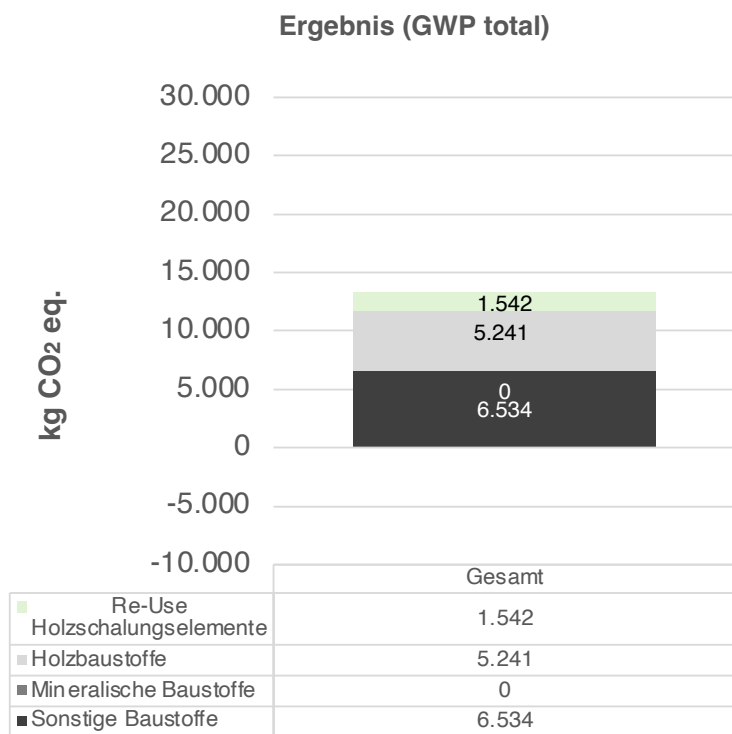 Ergebnis (GWP total)
kg CO2 eq.
30.000
25.000
20.000
15.000
10.000
5.000
0
-5.000
-10.000
1.542
5.241
0
6.534
Gesamt
Re-Use
Holzschalungselemente
1.542
Holzbaustoffe
5.241
Mineralische Baustoffe
0
Sonstige Baustoffe
6.534